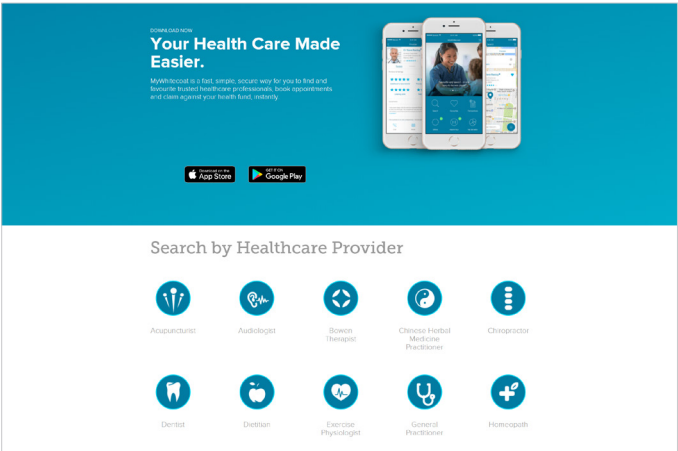 DOWNLOAD NOW
Your Health Care Made
Easier.
MyWhitecoat is a fast, simple, secure way for you to find and
favourite trusted healthcare professionals, book appointments
and claim against your health fund, instantly.
Download on the
App Store
GET IT ON
Google Play
Search by Healthcare Provider
Acupuncturist
Audiologist
Bowen
Therapist
Chinese Herbal
Medicine
Practitioner
Chiropractor
Dentist
Dietitian
Exercise
Physiologist
General
Practitioner
Homeopath